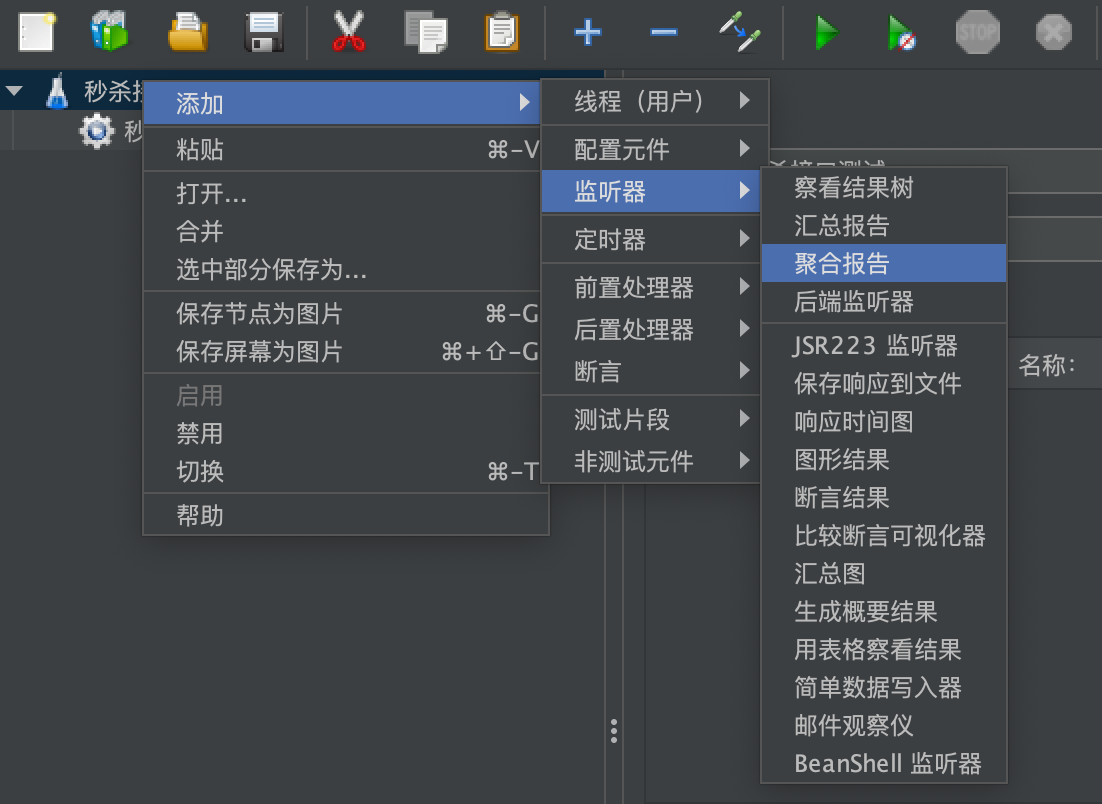 STOP
秒杀
添加
粘贴 ⌘-V
打开...
合并
选中部分保存为...
保存节点为图片 ⌘-G
保存屏幕为图片 ⌘+⇧-G
启用
禁用
切换 ⌘-T
帮助
秒
线程（用户）
配置元件
监听器
定时器
前置处理器
后置处理器
断言
测试片段
非测试元件
察看结果树
汇总报告
聚合报告
后端监听器
JSR223 监听器
保存响应到文件
响应时间图
图形结果
断言结果
比较断言可视化器
汇总图
生成概要结果
用表格察看结果
简单数据写入器
邮件观察仪
BeanShell 监听器
名称：